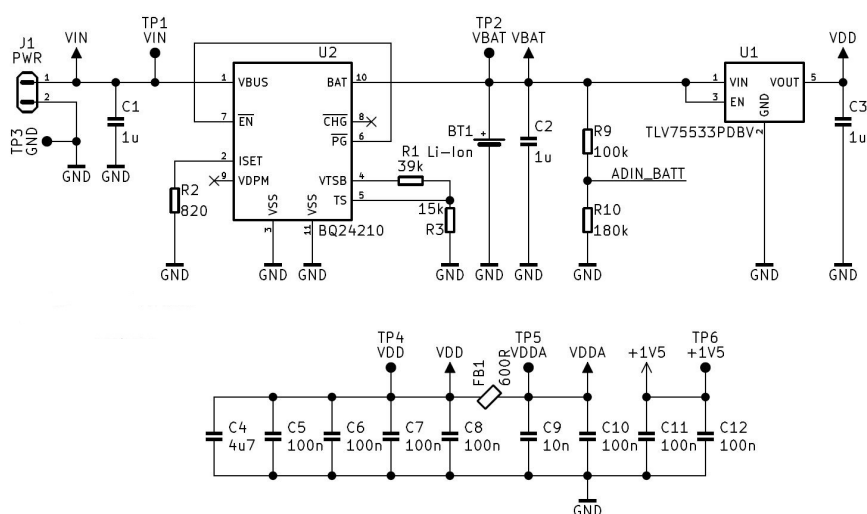 J1
PWR
1
2
VIN
TP1
VIN
TP3
GND
GND
C1
1u
GND
U2
1 VBUS
BAT 10
7 EN
CHG 8
PG 6
2 ISET
9 VDPM
VTSB 4
TS 5
VSS
3
VSS
11
BQ24210
R2
820
GND
GND
GND
R1
39k
15k
R3
GND
TP2
VBAT
VBAT
BT1
+
Li-Ion
GND
C2
1u
GND
R9
100k
ADIN_BATT
R10
180k
GND
U1
1 VIN
VOUT 5
3 EN
GND
2
TLV75533PDBV
GND
VDD
C3
1u
GND
TP4
VDD
VDD
FB1
600R
TP5
VDDA
VDDA
+1V5
TP6
+1V5
C4
4u7
C5
100n
C6
100n
C7
100n
C8
100n
C9
10n
C10
100n
C11
100n
C12
100n
GND